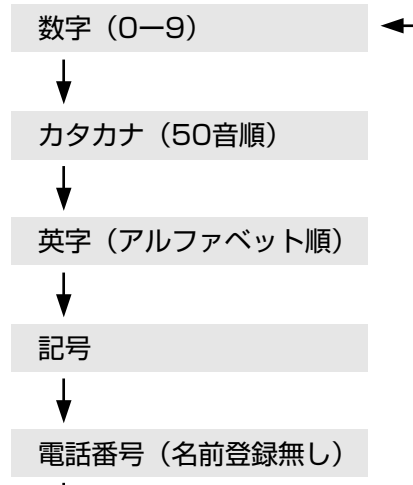 数字（0ー9）
カタカナ（50音順）
英字（アルファベット順）
記号
電話番号（名前登録無し）